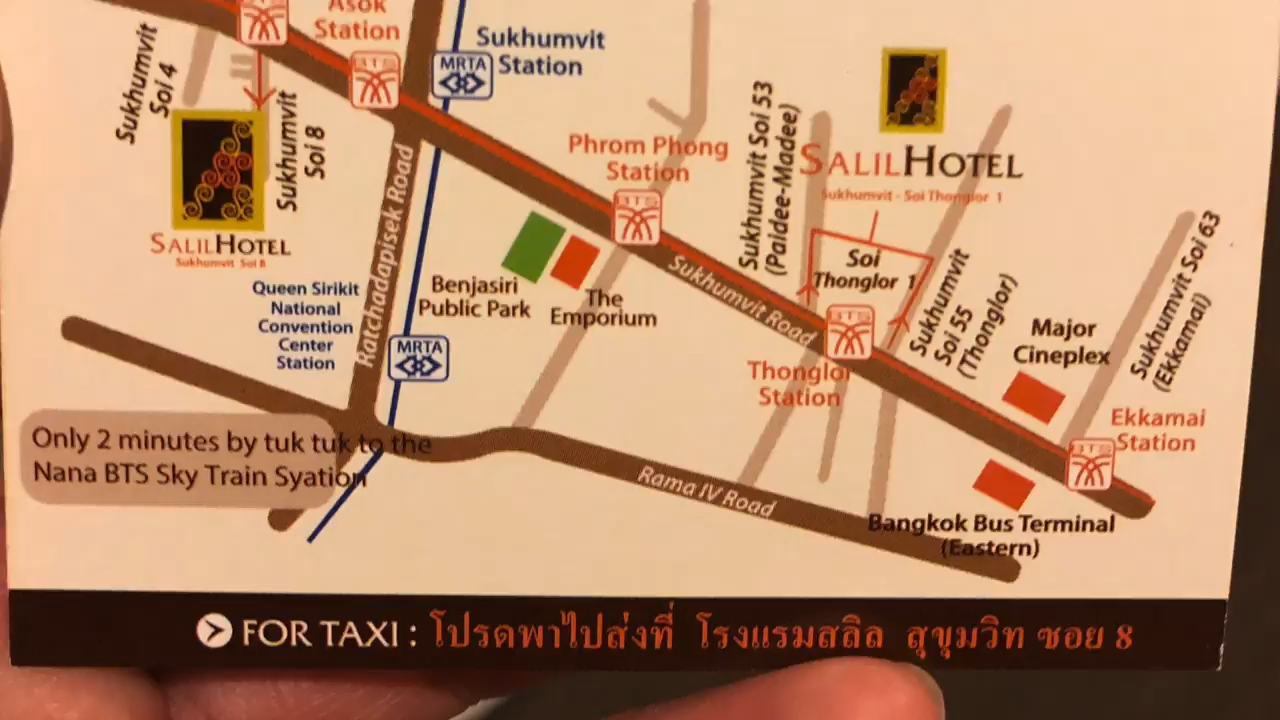 Asok
Station
Sukhumvit
Soi 4
Sukhumvit
Soi 8
MRTA
Sukhumvit
Station
BTS
SALILHOTEL
Sukhumvit Soi 8
Ratchadapisek Road
Queen Sirikit
National
Convention
Center
Station
MRTA
Phrom Phong
Station
BTS
Benjasiri
Public Park
The
Emporium
Sukhumvit Road
Sukhumvit Soi 53
(Paidee-Madee)
SALILHOTEL
Sukhumvit - Soi Thonglor 1
Soi
Thonglor 1
BTS
Thonglor
Station
Sukhumvit
Soi 55
(Thonglor)
Major
Cineplex
Sukhumvit Soi 63
(Ekkamai)
Ekkamai
Station
BTS
Bangkok Bus Terminal
(Eastern)
Rama IV Road
Only 2 minutes by tuk tuk to the
Nana BTS Sky Train Syation
FOR TAXI : โปรดพาไปส่งที่ โรงแรมสลิล สุขุมวิท ซอย 8